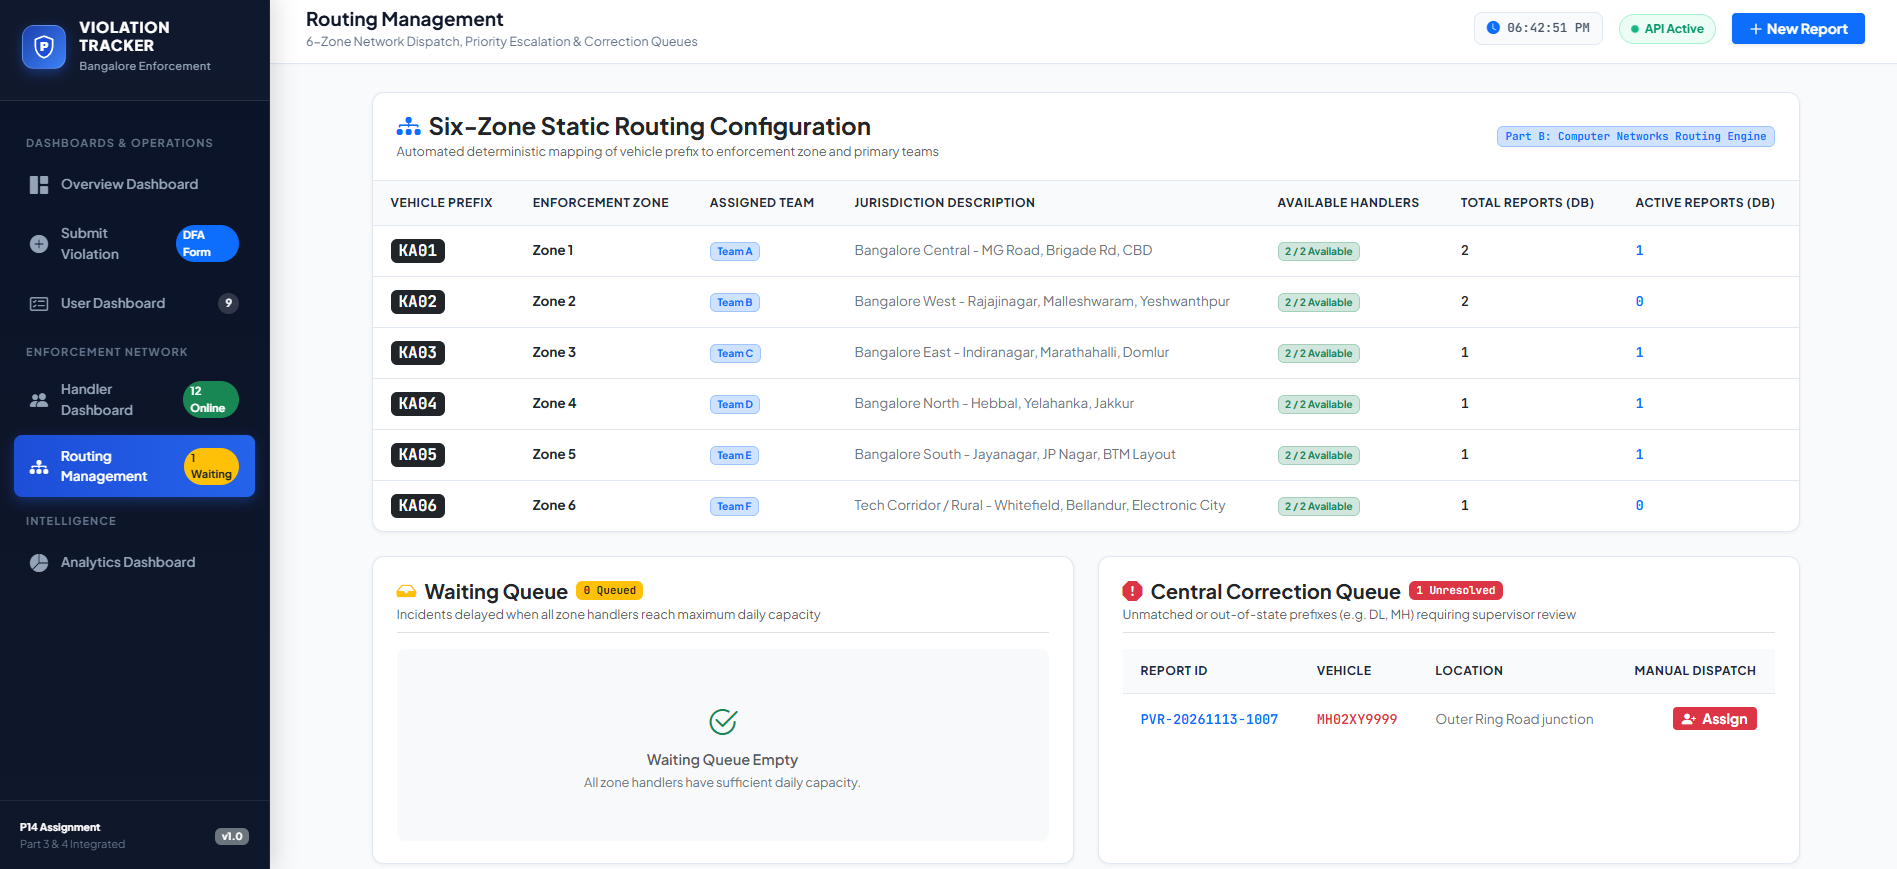 P
VIOLATION
TRACKER
Bangalore Enforcement
DASHBOARDS & OPERATIONS
Overview Dashboard
Submit
Violation
DFA
Form
User Dashboard
9
ENFORCEMENT NETWORK
Handler
Dashboard
12
Online
Routing
Management
1
Waiting
INTELLIGENCE
Analytics Dashboard
P14 Assignment
Part 3 & 4 Integrated
v1.0
Routing Management
6-Zone Network Dispatch, Priority Escalation & Correction Queues
06:42:51 PM
API Active
+ New Report
Six-Zone Static Routing Configuration
Automated deterministic mapping of vehicle prefix to enforcement zone and primary teams
Part B: Computer Networks Routing Engine
VEHICLE PREFIX ENFORCEMENT ZONE ASSIGNED TEAM JURISDICTION DESCRIPTION AVAILABLE HANDLERS TOTAL REPORTS (DB) ACTIVE REPORTS (DB)
KA01 Zone 1 Team A Bangalore Central - MG Road, Brigade Rd, CBD 2 / 2 Available 2 1
KA02 Zone 2 Team B Bangalore West - Rajajinagar, Malleshwaram, Yeshwanthpur 2 / 2 Available 2 0
KA03 Zone 3 Team C Bangalore East - Indiranagar, Marathahalli, Domlur 2 / 2 Available 1 1
KA04 Zone 4 Team D Bangalore North - Hebbal, Yelahanka, Jakkur 2 / 2 Available 1 1
KA05 Zone 5 Team E Bangalore South - Jayanagar, JP Nagar, BTM Layout 2 / 2 Available 1 1
KA06 Zone 6 Team F Tech Corridor / Rural - Whitefield, Bellandur, Electronic City 2 / 2 Available 1 0
Waiting Queue 0 Queued
Incidents delayed when all zone handlers reach maximum daily capacity
Waiting Queue Empty
All zone handlers have sufficient daily capacity.
Central Correction Queue 1 Unresolved
Unmatched or out-of-state prefixes (e.g. DL, MH) requiring supervisor review
REPORT ID VEHICLE LOCATION MANUAL DISPATCH
PVR-20261113-1007 MH02XY9999 Outer Ring Road junction Assign